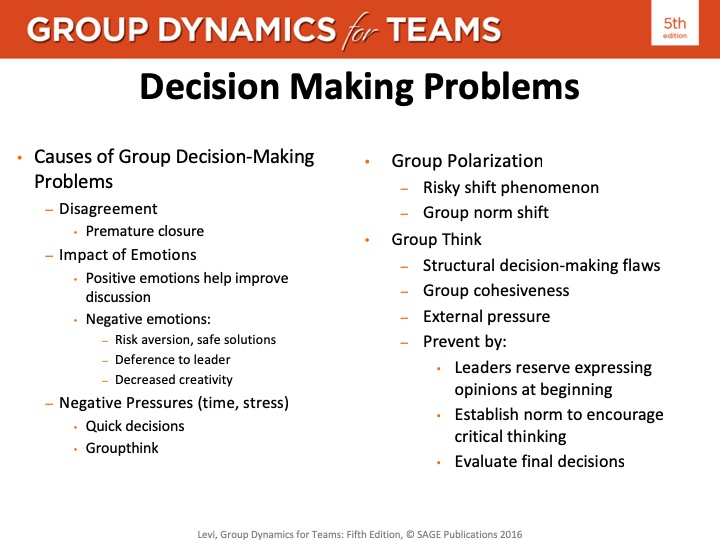 GROUP DYNAMICS for TEAMS
5th
edition
Decision Making Problems
• Causes of Group Decision-Making
Problems
– Disagreement
• Premature closure
– Impact of Emotions
• Positive emotions help improve
discussion
• Negative emotions:
– Risk aversion, safe solutions
– Deference to leader
– Decreased creativity
– Negative Pressures (time, stress)
• Quick decisions
• Groupthink
• Group Polarization
– Risky shift phenomenon
– Group norm shift
• Group Think
– Structural decision-making flaws
– Group cohesiveness
– External pressure
– Prevent by:
• Leaders reserve expressing
opinions at beginning
• Establish norm to encourage
critical thinking
• Evaluate final decisions
Levi, Group Dynamics for Teams: Fifth Edition, © SAGE Publications 2016